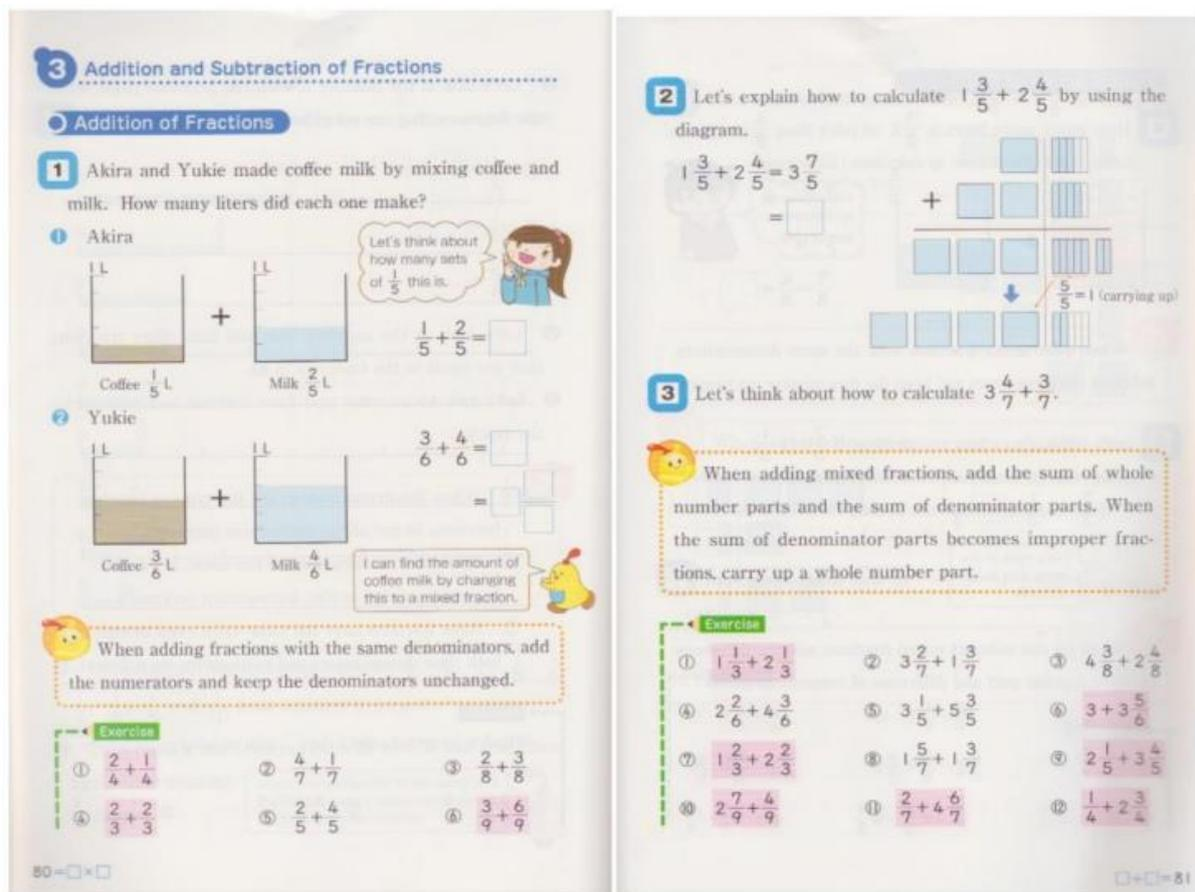 3 Addition and Subtraction of Fractions
Addition of Fractions
1 Akira and Yukie made coffee milk by mixing coffee and
milk. How many liters did each one make?
1 Akira
Let's think about
how many sets
of 1/5 this is.
1 L
+
1 L
1/5 + 2/5 = □
Coffee 1/5 L
Milk 2/5 L
2 Yukie
1 L
+
1 L
3/6 + 4/6 = □
= □ □/□
Coffee 3/6 L
Milk 4/6 L
I can find the amount of
coffee milk by changing
this to a mixed fraction.
When adding fractions with the same denominators, add
the numerators and keep the denominators unchanged.
Exercise
① 2/4 + 1/4 ② 4/7 + 1/7 ③ 2/8 + 3/8
④ 2/3 + 2/3 ⑤ 2/5 + 4/5 ⑥ 3/9 + 6/9
80 = □ × □
2 Let's explain how to calculate 1 3/5 + 2 4/5 by using the
diagram.
1 3/5 + 2 4/5 = 3 7/5
= □
+
5/5 = 1 (carrying up)
3 Let's think about how to calculate 3 4/7 + 3/7.
When adding mixed fractions, add the sum of whole
number parts and the sum of denominator parts. When
the sum of denominator parts becomes improper frac-
tions, carry up a whole number part.
Exercise
① 1 1/3 + 2 1/3 ② 3 2/7 + 1 3/7 ③ 4 3/8 + 2 4/8
④ 2 2/6 + 4 3/6 ⑤ 3 1/5 + 5 3/5 ⑥ 3 + 3 5/6
⑦ 1 2/3 + 2 2/3 ⑧ 1 5/7 + 1 3/7 ⑨ 2 1/5 + 3 4/5
⑩ 2 7/9 + 4/9 ⑪ 2/7 + 4 6/7 ⑫ 1/4 + 2 3/4
□ + □ = 81